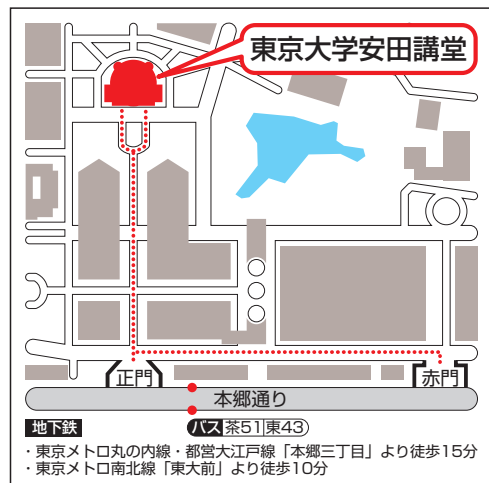 東京大学安田講堂
正門
赤門
本郷通り
地下鉄
バス 茶51 東43
・東京メトロ丸の内線・都営大江戸線「本郷三丁目」より徒歩15分
・東京メトロ南北線「東大前」より徒歩10分